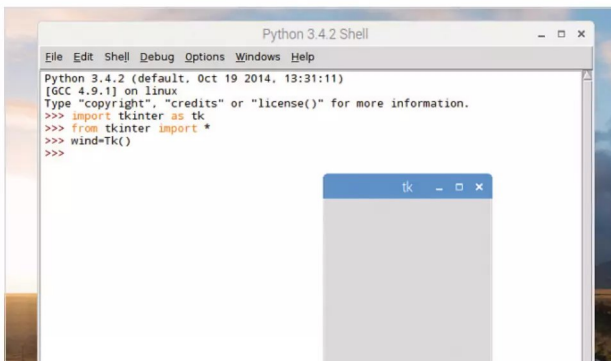 Python 3.4.2 Shell
File Edit Shell Debug Options Windows Help
Python 3.4.2 (default, Oct 19 2014, 13:31:11)
[GCC 4.9.1] on linux
Type "copyright", "credits" or "license()" for more information.
>>> import tkinter as tk
>>> from tkinter import *
>>> wind=Tk()
>>>
tk